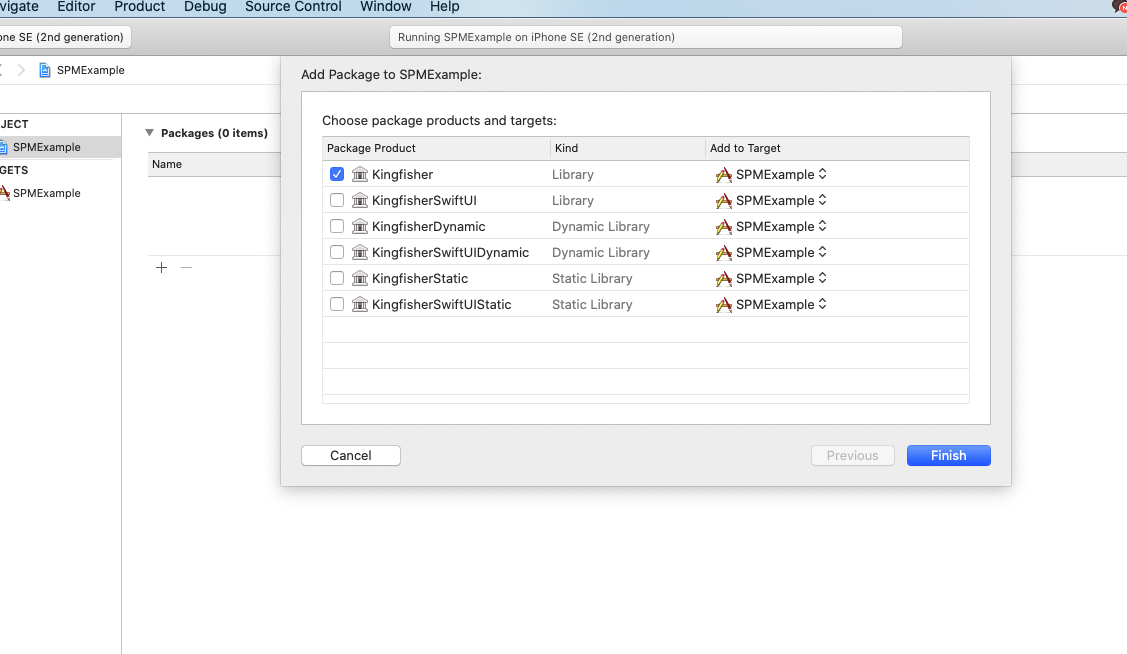 vigate Editor Product Debug Source Control Window Help
one SE (2nd generation)
Running SPMExample on iPhone SE (2nd generation)
SPMExample
Add Package to SPMExample:
JECT
SPMExample
GETS
SPMExample
Packages (0 items)
Name
Choose package products and targets:
Package Product Kind Add to Target
Kingfisher Library SPMExample
KingfisherSwiftUI Library SPMExample
KingfisherDynamic Dynamic Library SPMExample
KingfisherSwiftUIDynamic Dynamic Library SPMExample
KingfisherStatic Static Library SPMExample
KingfisherSwiftUIStatic Static Library SPMExample
Cancel Previous Finish